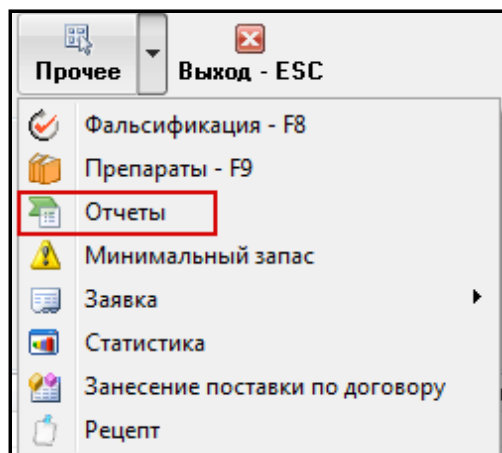 Прочее Выход - ESC
Фальсификация - F8
Препараты - F9
Отчеты
Минимальный запас
Заявка
Статистика
Занесение поставки по договору
Рецепт